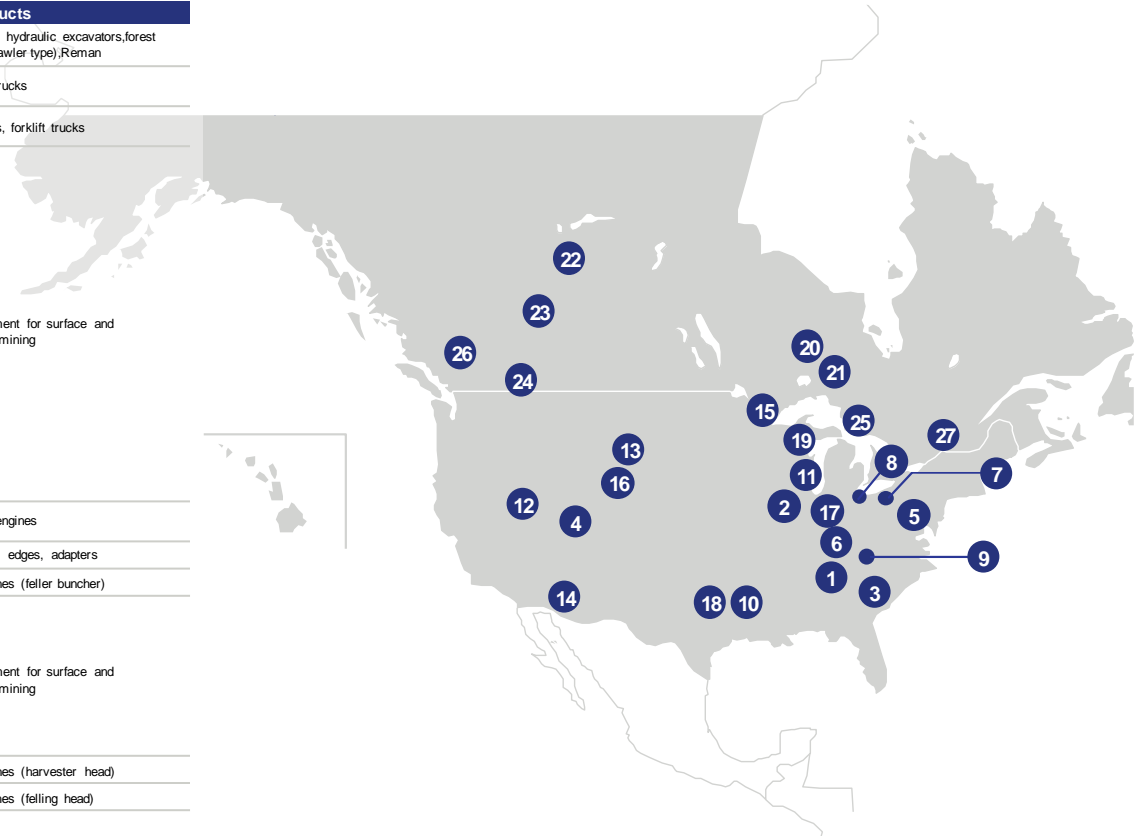 ucts
hydraulic excavators,forest
awler type),Reman
rucks
s, forklift trucks
nent for surface and
mining
engines
edges, adapters
nes (feller buncher)
nent for surface and
mining
nes (harvester head)
nes (felling head)
22
23
26
24
20
21
15
25
27
19
13
8
7
11
16
12
2
17
4
5
6
9
1
3
14
18
10